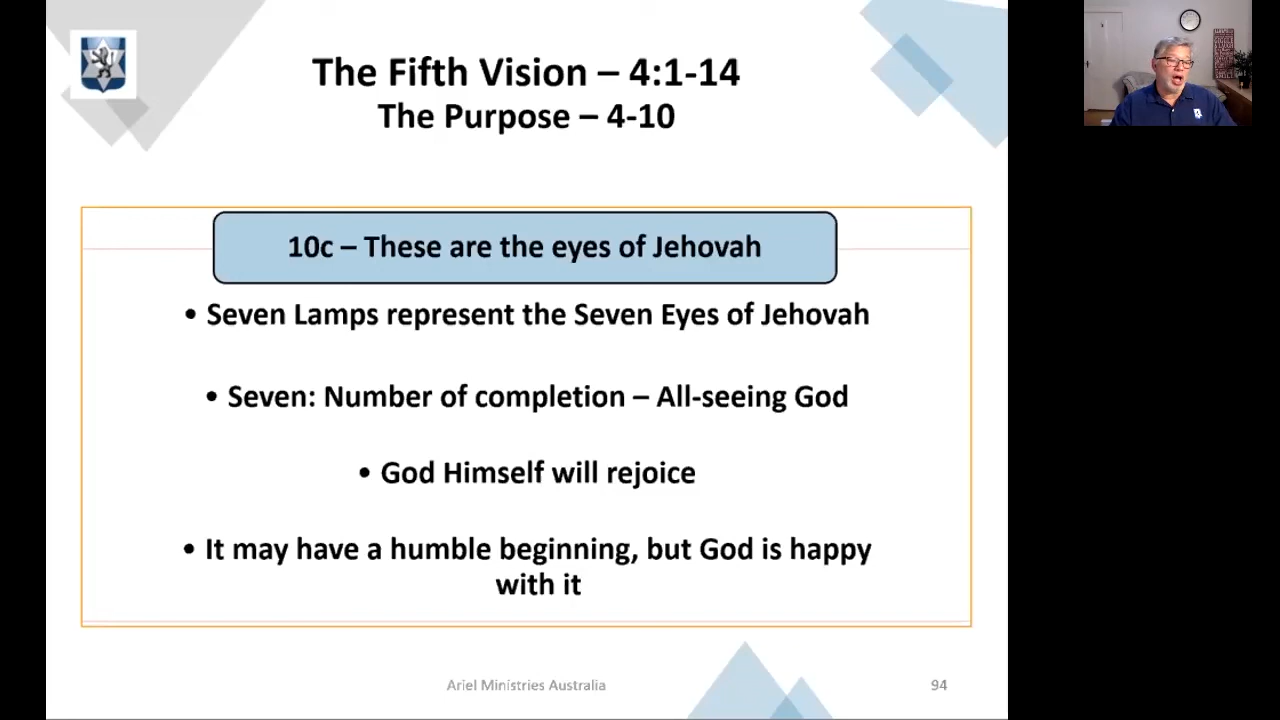 The Fifth Vision – 4:1-14
The Purpose – 4-10
10c – These are the eyes of Jehovah
• Seven Lamps represent the Seven Eyes of Jehovah
• Seven: Number of completion – All-seeing God
• God Himself will rejoice
• It may have a humble beginning, but God is happy
with it
Ariel Ministries Australia
94